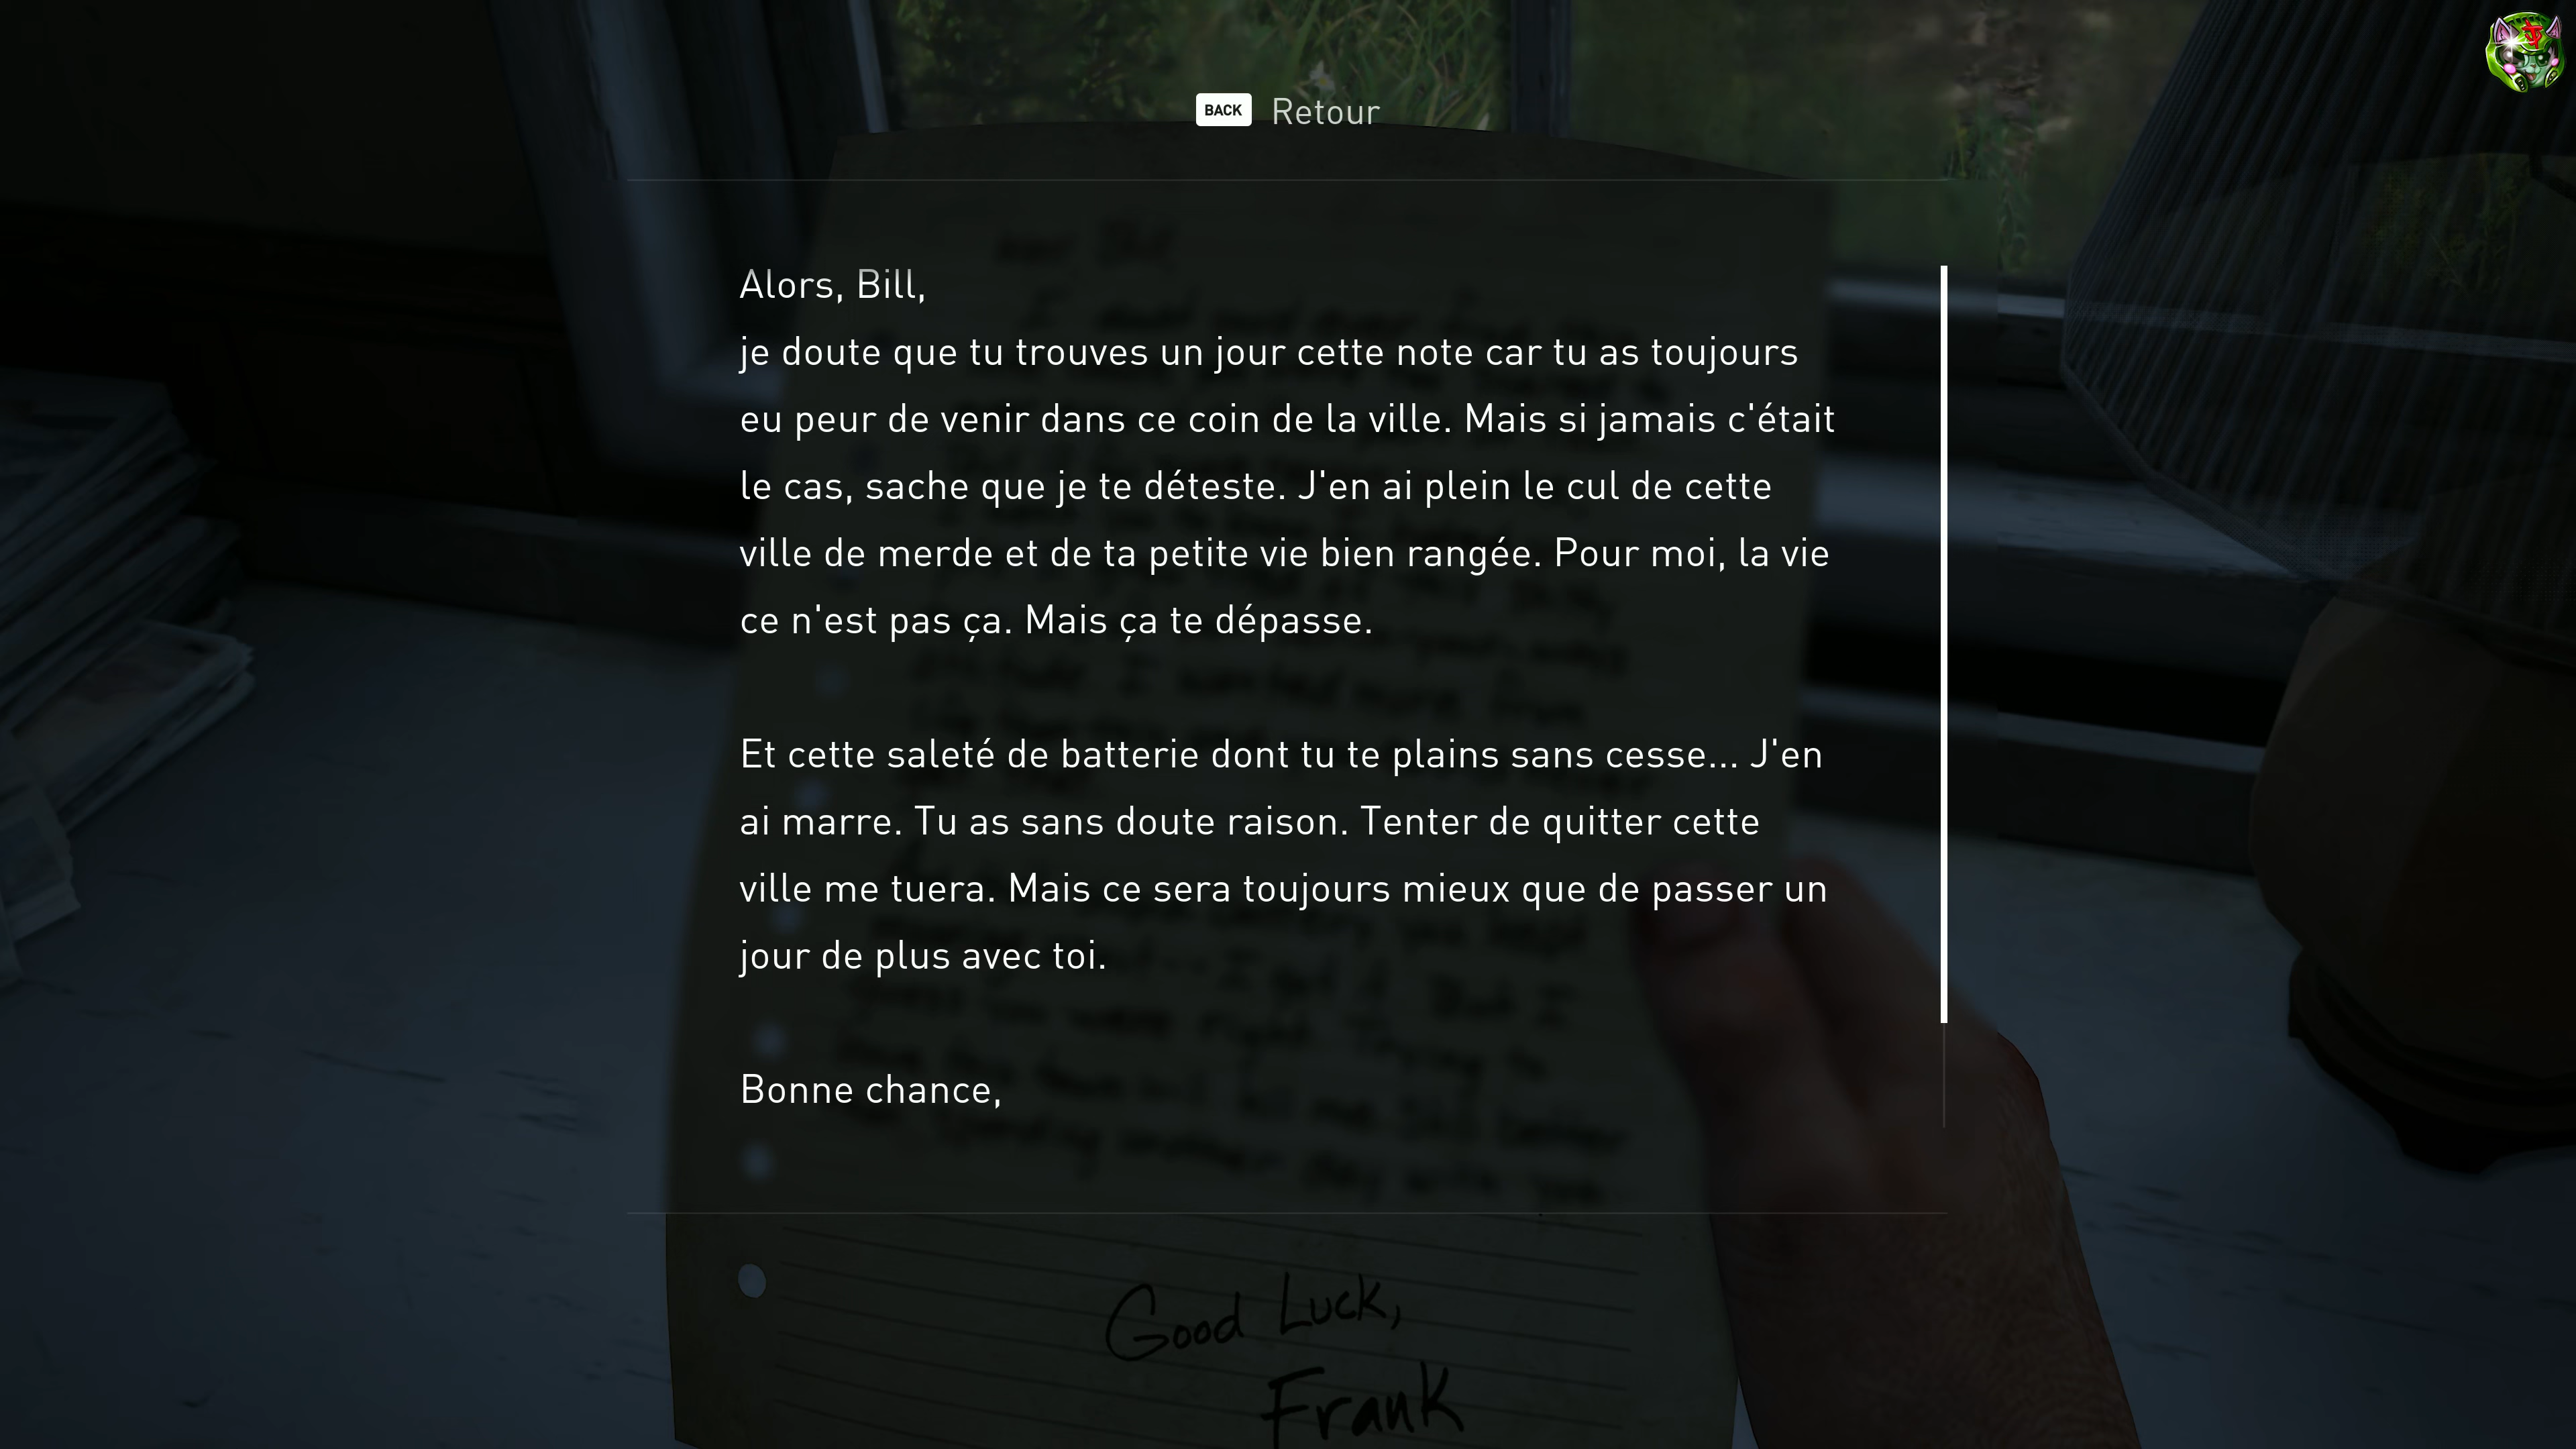 BACK Retour
Alors, Bill,
je doute que tu trouves un jour cette note car tu as toujours
eu peur de venir dans ce coin de la ville. Mais si jamais c'était
le cas, sache que je te déteste. J'en ai plein le cul de cette
ville de merde et de ta petite vie bien rangée. Pour moi, la vie
ce n'est pas ça. Mais ça te dépasse.
Et cette saleté de batterie dont tu te plains sans cesse... J'en
ai marre. Tu as sans doute raison. Tenter de quitter cette
ville me tuera. Mais ce sera toujours mieux que de passer un
jour de plus avec toi.
Bonne chance,
Good Luck,
Frank